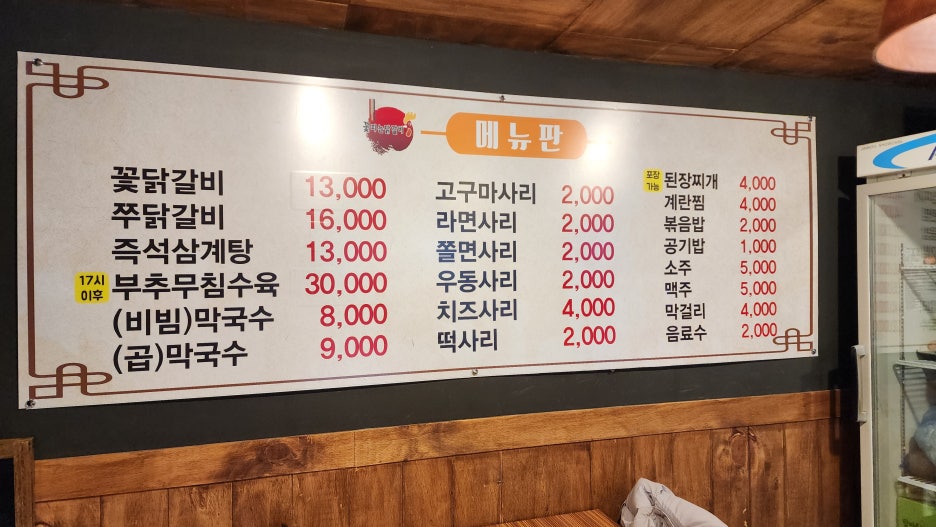 메뉴판
꽃닭갈비 13,000
쭈닭갈비 16,000
즉석삼계탕 13,000
17시 이후 부추무침수육 30,000
(비빔)막국수 8,000
(곱)막국수 9,000
고구마사리 2,000
라면사리 2,000
쫄면사리 2,000
우동사리 2,000
치즈사리 4,000
떡사리 2,000
포장 가능 된장찌개 4,000
계란찜 4,000
볶음밥 2,000
공기밥 1,000
소주 5,000
맥주 5,000
막걸리 4,000
음료수 2,000